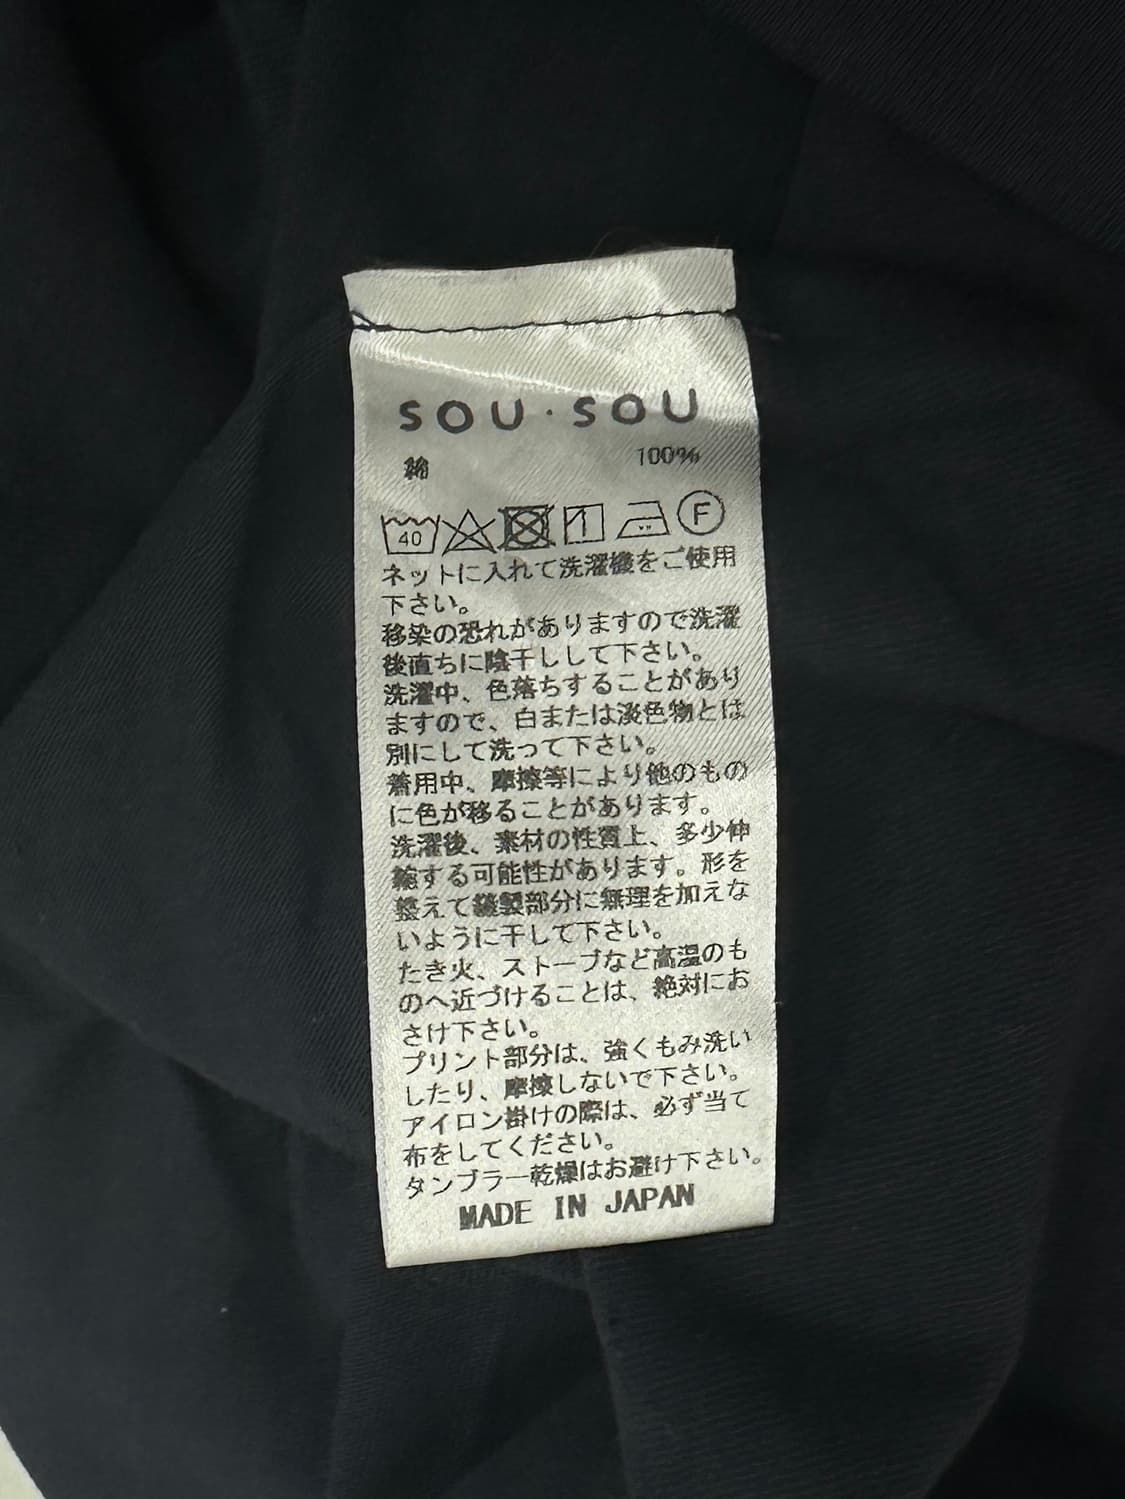 SOU・SOU
綿 100%
40 F
ネットに入れて洗濯機をご使用
下さい。
移染の恐れがありますので洗濯
後直ちに陰干しして下さい。
洗濯中、色落ちすることがあり
ますので、白または淡色物とは
別にして洗って下さい。
着用中、摩擦等により他のもの
に色が移ることがあります。
洗濯後、素材の性質上、多少伸
縮する可能性があります。形を
整えて縫製部分に無理を加えな
いように干して下さい。
たき火、ストーブなど高温のも
のへ近づけることは、絶対にお
さけ下さい。
プリント部分は、強くもみ洗い
したり、摩擦しないで下さい。
アイロン掛けの際は、必ず当て
布をしてください。
タンブラー乾燥はお避け下さい。
MADE IN JAPAN